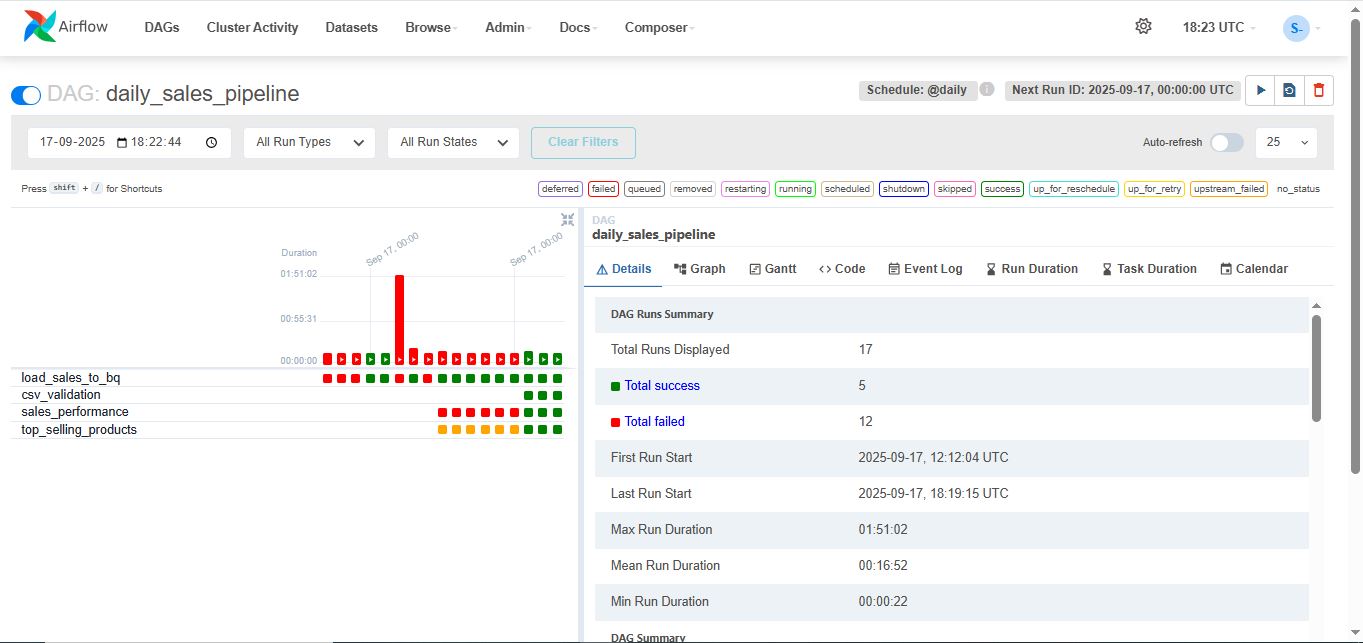 Airflow DAGs Cluster Activity Datasets Browse Admin Docs Composer 18:23 UTC S-
DAG: daily_sales_pipeline Schedule: @daily i Next Run ID: 2025-09-17, 00:00:00 UTC
17-09-2025 18:22:44 All Run Types All Run States Clear Filters Auto-refresh 25
Press shift + / for Shortcuts deferred failed queued removed restarting running scheduled shutdown skipped success up_for_reschedule up_for_retry upstream_failed no_status
Duration Sep 17, 00:00 Sep 17, 00:00
01:51:02
00:55:31
00:00:00
load_sales_to_bq
csv_validation
sales_performance
top_selling_products
DAG
daily_sales_pipeline
Details Graph Gantt <> Code Event Log Run Duration Task Duration Calendar
DAG Runs Summary
Total Runs Displayed 17
Total success 5
Total failed 12
First Run Start 2025-09-17, 12:12:04 UTC
Last Run Start 2025-09-17, 18:19:15 UTC
Max Run Duration 01:51:02
Mean Run Duration 00:16:52
Min Run Duration 00:00:22
DAG Summary